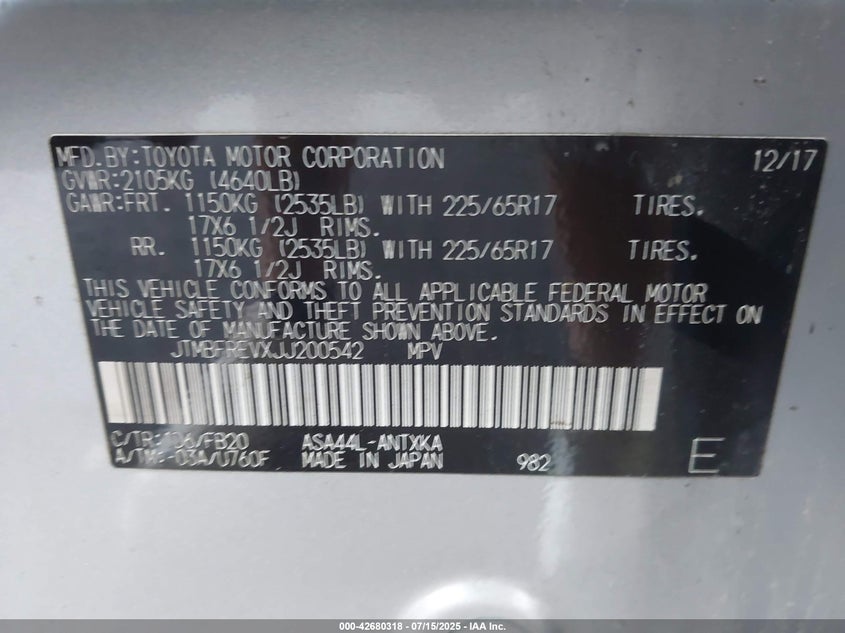 MFD.BY:TOYOTA MOTOR CORPORATION 12/17
GVWR:2105KG (4640LB)
GAWR:FRT. 1150KG (2535LB) WITH 225/65R17 TIRES.
17X6 1/2J RIMS.
RR. 1150KG (2535LB) WITH 225/65R17 TIRES.
17X6 1/2J RIMS.
THIS VEHICLE CONFORMS TO ALL APPLICABLE FEDERAL MOTOR
VEHICLE SAFETY AND THEFT PREVENTION STANDARDS IN EFFECT ON
THE DATE OF MANUFACTURE SHOWN ABOVE.
JTMBFREVXJJ200542 MPV
C/TR:1D6/FB20 ASA44L-ANTXKA
A/TM:-03A/U760F MADE IN JAPAN 982 E
000-42680318 - 07/15/2025 - IAA Inc.